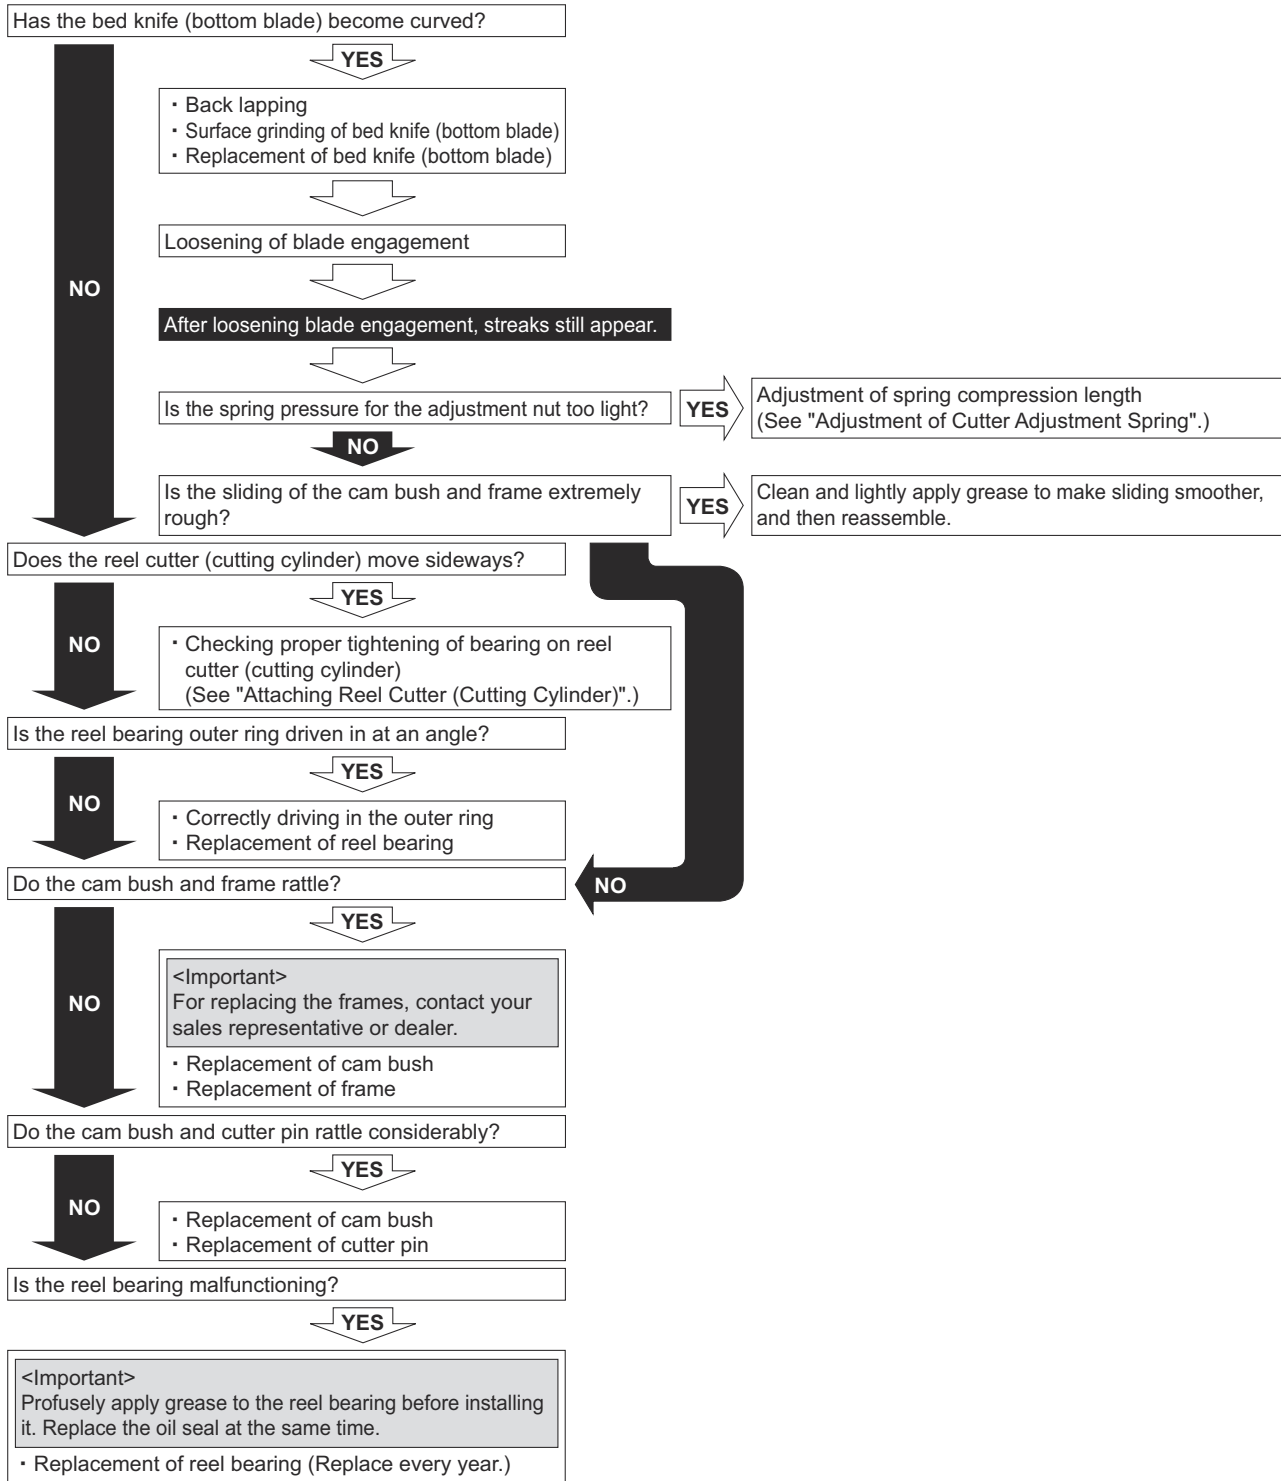 Has the bed knife (bottom blade) become curved?
YES
・Back lapping
・Surface grinding of bed knife (bottom blade)
・Replacement of bed knife (bottom blade)
Loosening of blade engagement
NO
After loosening blade engagement, streaks still appear.
Is the spring pressure for the adjustment nut too light?
YES
Adjustment of spring compression length
(See "Adjustment of Cutter Adjustment Spring".)
NO
Is the sliding of the cam bush and frame extremely
rough?
YES
Clean and lightly apply grease to make sliding smoother,
and then reassemble.
Does the reel cutter (cutting cylinder) move sideways?
YES
NO
・Checking proper tightening of bearing on reel
cutter (cutting cylinder)
(See "Attaching Reel Cutter (Cutting Cylinder)".)
Is the reel bearing outer ring driven in at an angle?
YES
NO
・Correctly driving in the outer ring
・Replacement of reel bearing
Do the cam bush and frame rattle?
NO
YES
NO
<Important>
For replacing the frames, contact your
sales representative or dealer.
・Replacement of cam bush
・Replacement of frame
Do the cam bush and cutter pin rattle considerably?
YES
NO
・Replacement of cam bush
・Replacement of cutter pin
Is the reel bearing malfunctioning?
YES
<Important>
Profusely apply grease to the reel bearing before installing
it. Replace the oil seal at the same time.
・Replacement of reel bearing (Replace every year.)